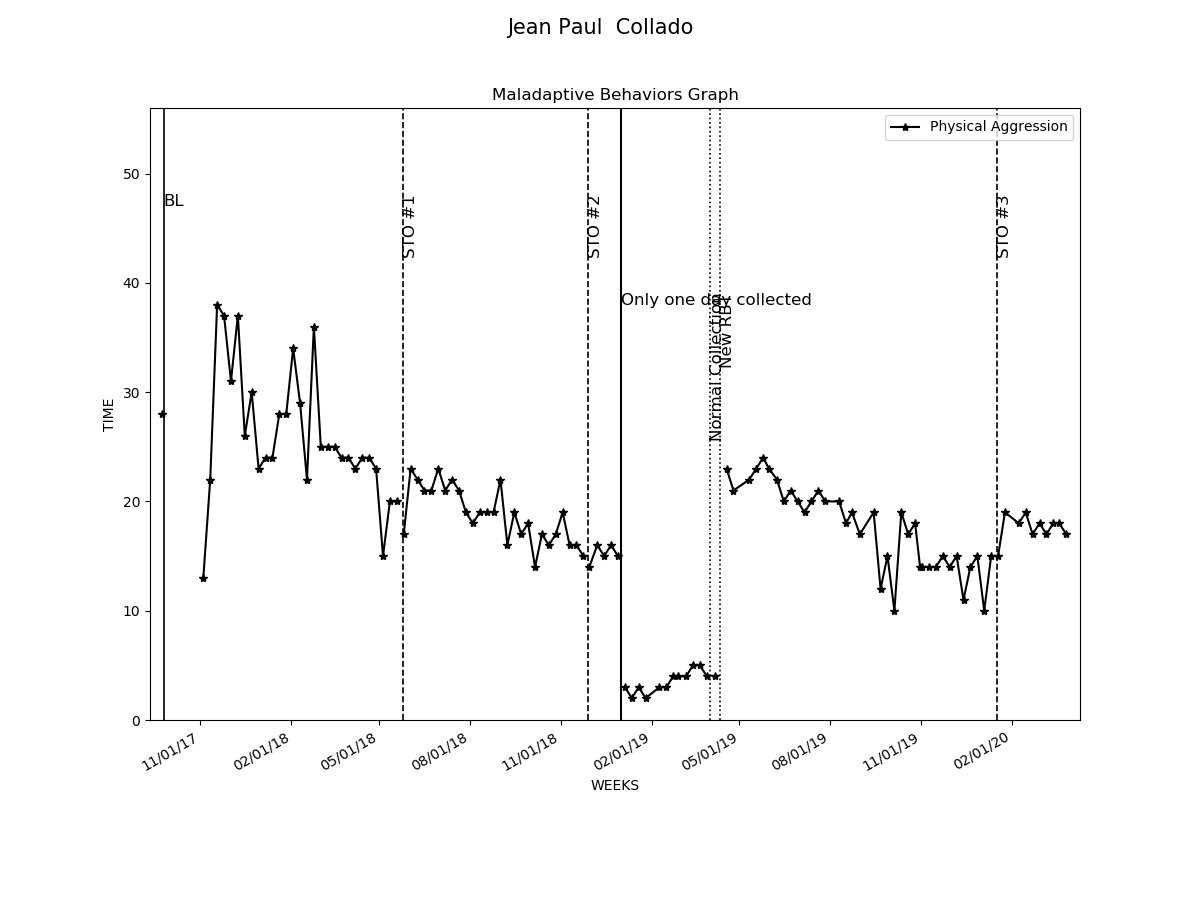 Jean Paul  Collado
Maladaptive Behaviors Graph
Physical Aggression
50
40
30
20
10
0
TIME
BL
STO #1
STO #2
Only one day collected
Normal Collection
New RBT
STO #3
11/01/17
02/01/18
05/01/18
08/01/18
11/01/18
02/01/19
05/01/19
08/01/19
11/01/19
02/01/20
WEEKS